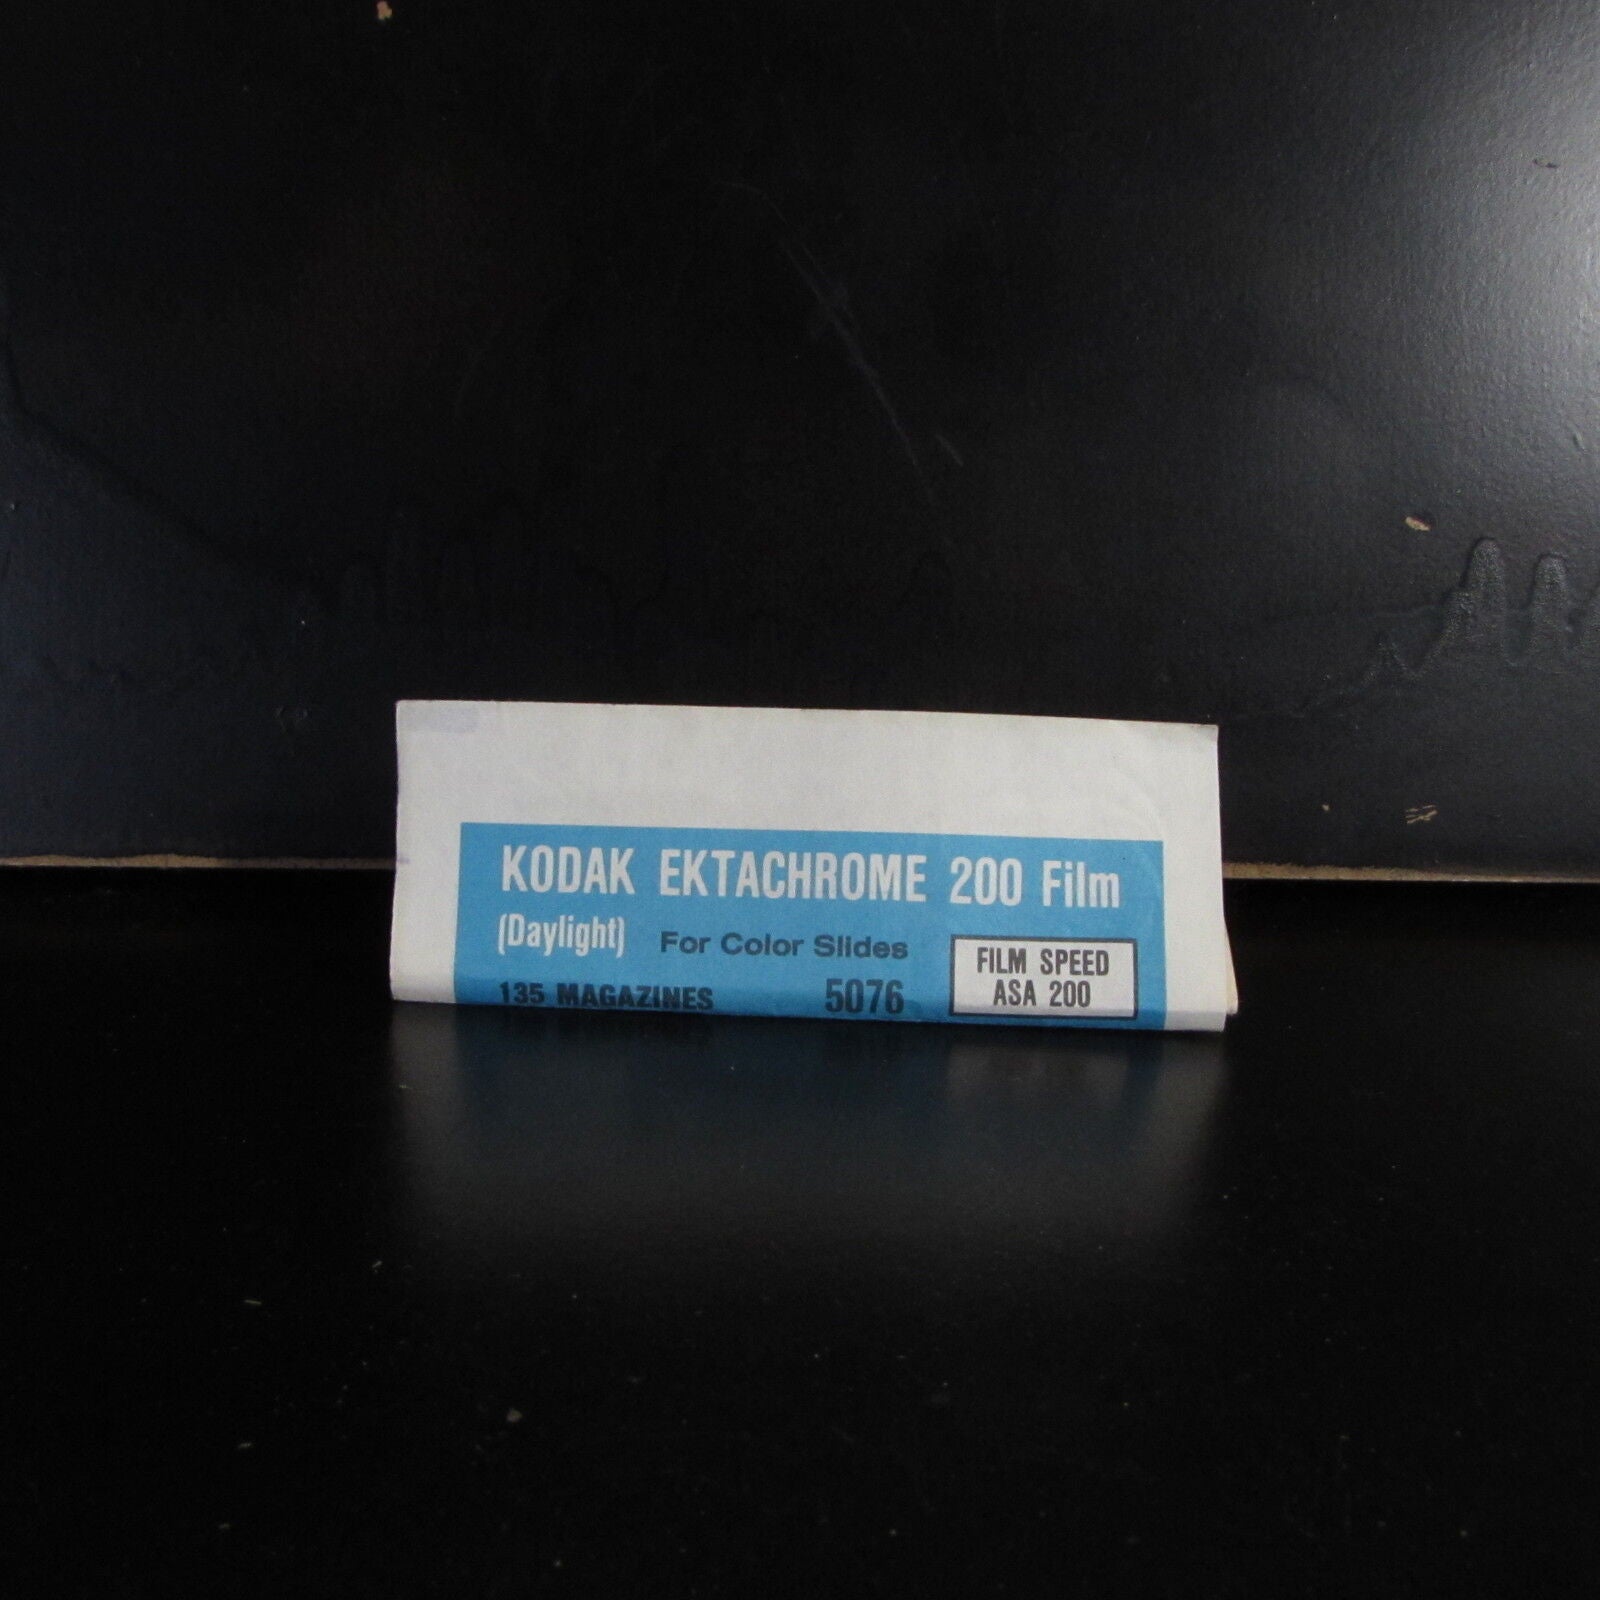 KODAK EKTACHROME 200 Film
(Daylight) For Color Slides
135 MAGAZINES 5076
FILM SPEED
ASA 200